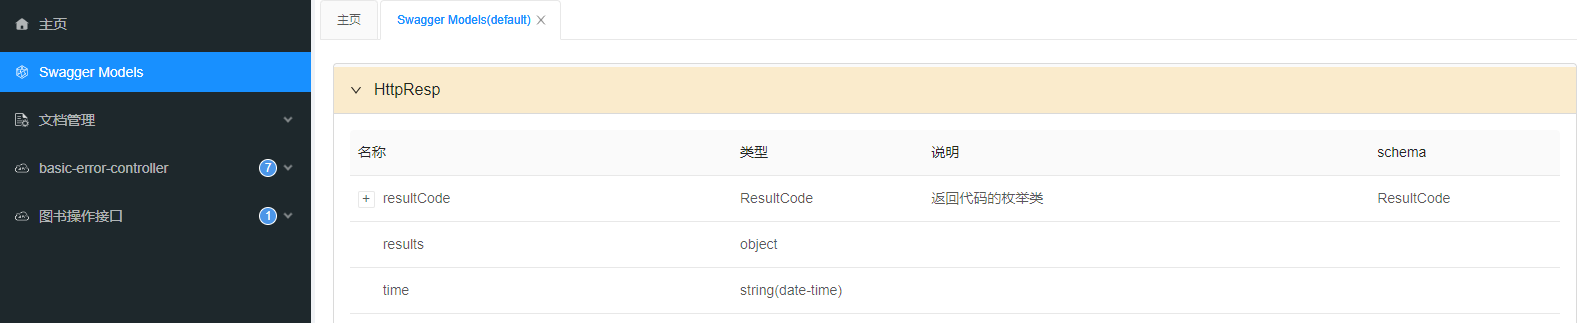 主页
Swagger Models
文档管理
basic-error-controller 7
图书操作接口 1
主页 Swagger Models(default)
HttpResp
名称 类型 说明 schema
resultCode ResultCode 返回代码的枚举类 ResultCode
results object
time string(date-time)